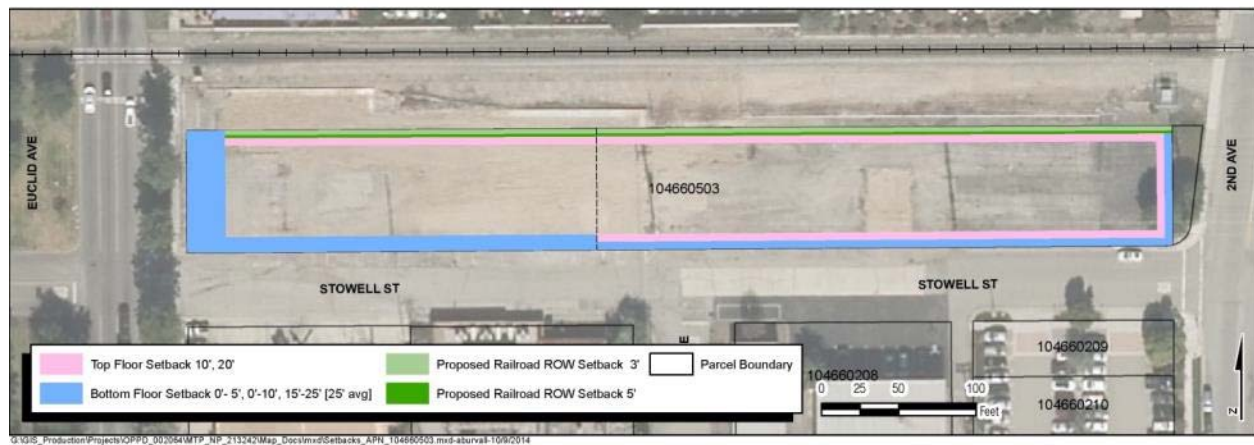 EUCLID AVE
104660503
2ND AVE
STOWELL ST
STOWELL ST
E
104660209
104660208
104660210
Top Floor Setback 10', 20'
Proposed Railroad ROW Setback 3'
Parcel Boundary
Bottom Floor Setback 0'- 5', 0'-10', 15'-25' [25' avg]
Proposed Railroad ROW Setback 5'
0 25 50 100
Feet
Z
G:\GIS_Production\Projects\OPPD_002064\MTP_NP_213242\Map_Docs\mxd\Setbacks_APN_104660503.mxd-aburvall-10/9/2014